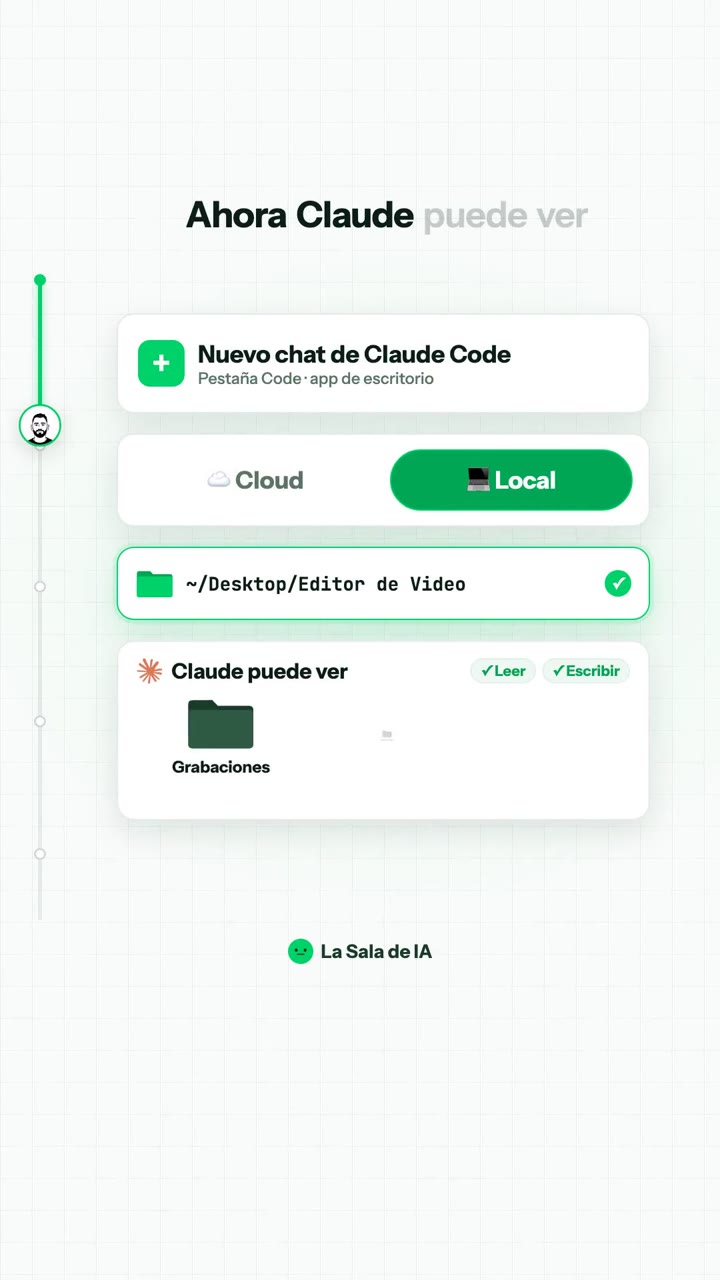 Ahora Claude puede ver
Nuevo chat de Claude Code
Pestaña Code · app de escritorio
Cloud
Local
~/Desktop/Editor de Video
Claude puede ver
✓Leer
✓Escribir
Grabaciones
La Sala de IA